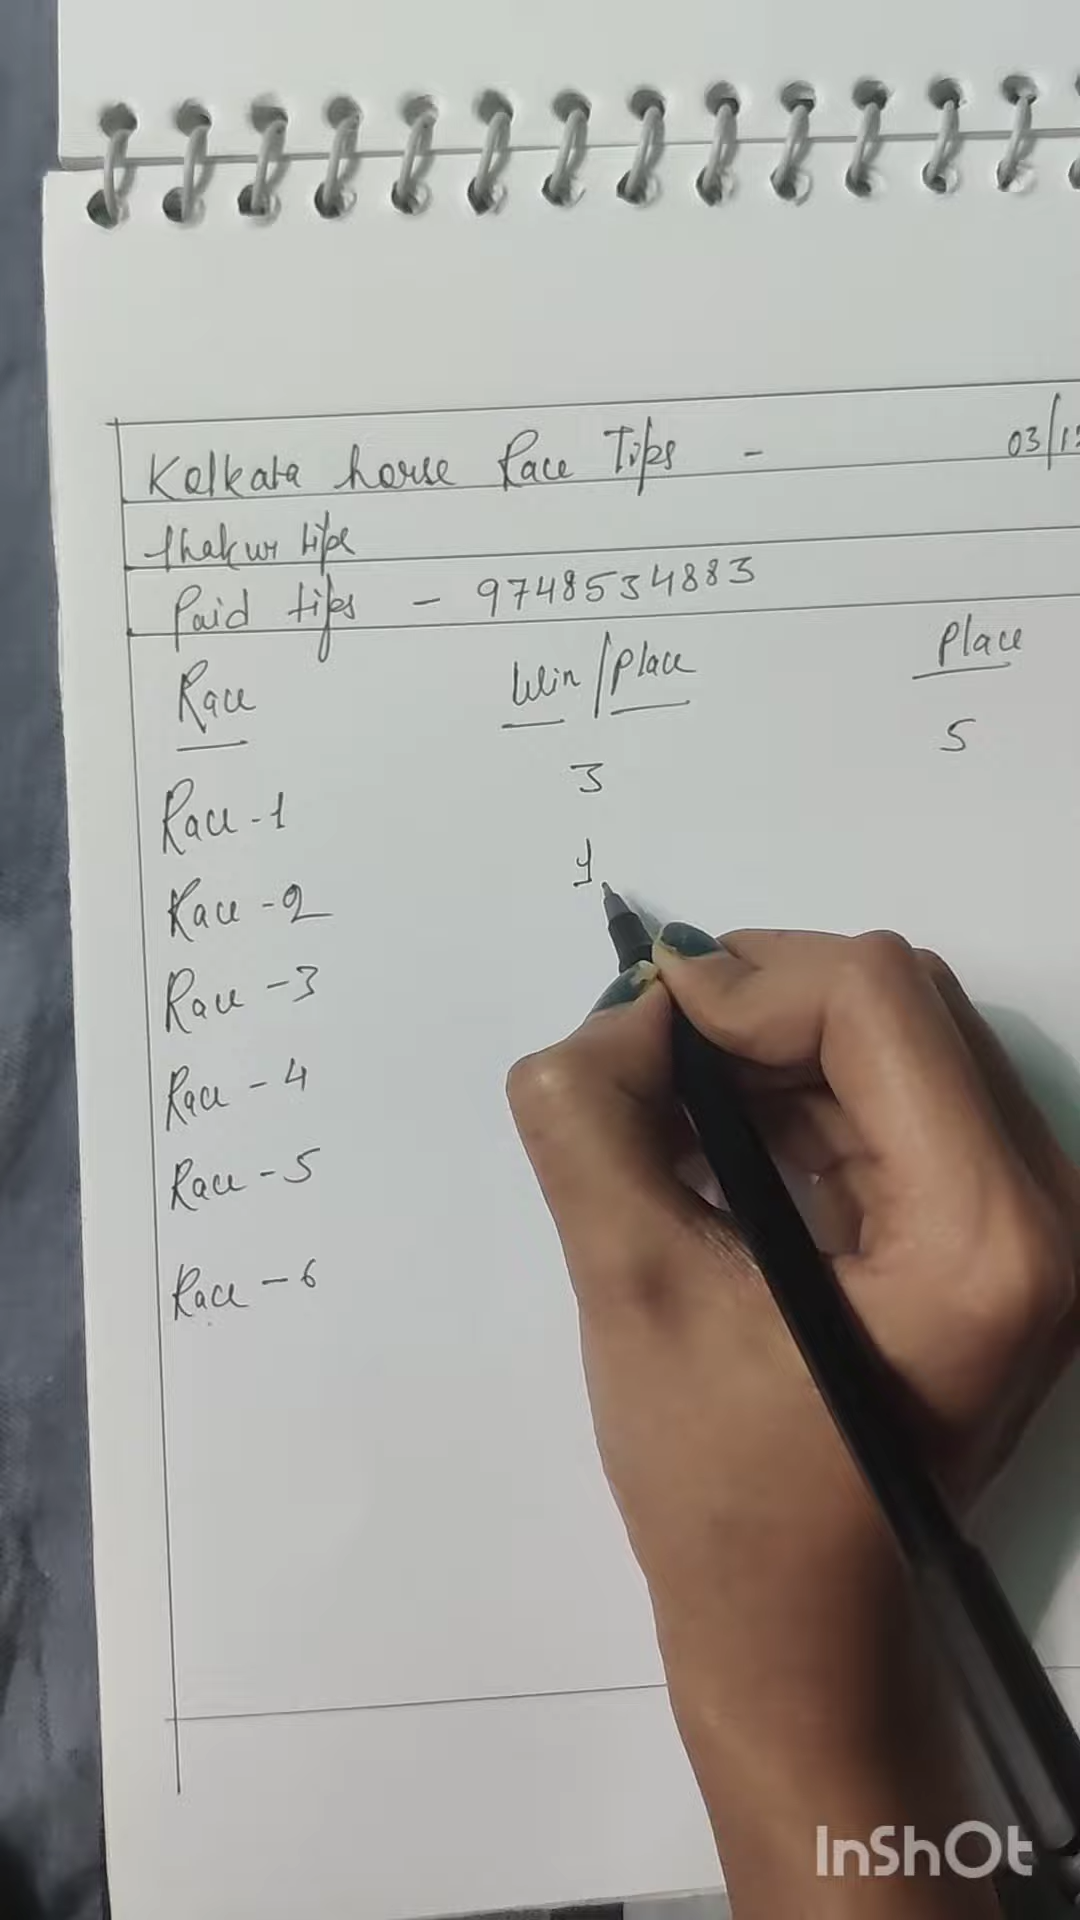 Kolkata horse Race Tips - 03/12
thakur tips
Paid tips - 9748534883
Race Win/Place Place
Race - 1 3 5
Race - 2 1
Race - 3
Race - 4
Race - 5
Race - 6
InShOt